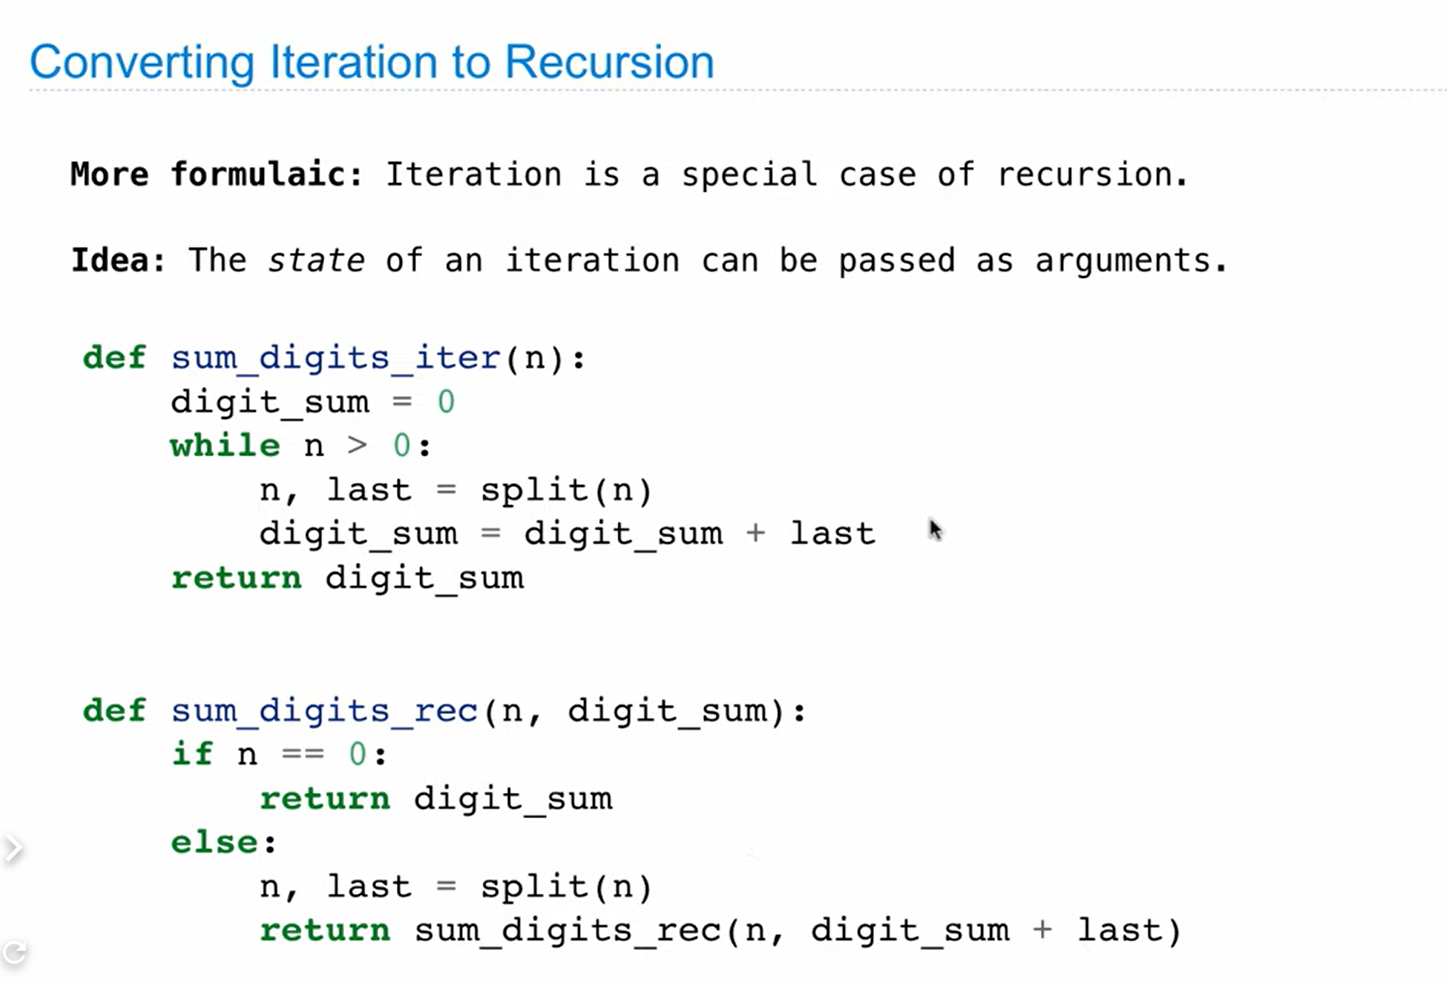 Converting Iteration to Recursion
More formulaic: Iteration is a special case of recursion.
Idea: The state of an iteration can be passed as arguments.
def sum_digits_iter(n):
    digit_sum = 0
    while n > 0:
        n, last = split(n)
        digit_sum = digit_sum + last
    return digit_sum
def sum_digits_rec(n, digit_sum):
    if n == 0:
        return digit_sum
    else:
        n, last = split(n)
        return sum_digits_rec(n, digit_sum + last)